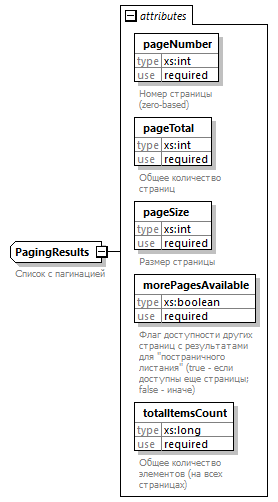 attributes
pageNumber
type xs:int
use required
Номер страницы
(zero-based)
pageTotal
type xs:int
use required
Общее количество
страниц
pageSize
type xs:int
use required
Размер страницы
PagingResults
Список с пагинацией
morePagesAvailable
type xs:boolean
use required
Флаг доступности других
страниц с результатами
для "постраничного
листания" (true - если
доступны еще страницы;
false - иначе)
totalItemsCount
type xs:long
use required
Общее количество
элементов (на всех
страницах)